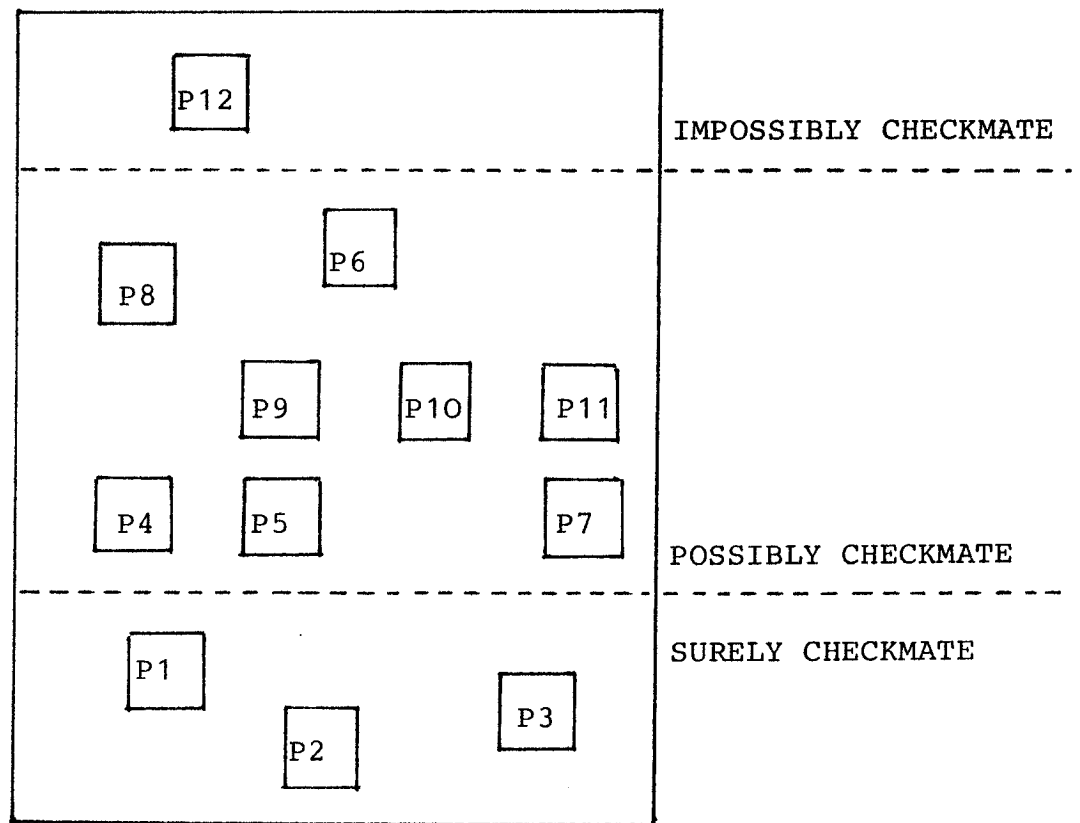 P12
IMPOSSIBLY CHECKMATE
P6
P8
P9 P10 P11
P4 P5 P7
POSSIBLY CHECKMATE
SURELY CHECKMATE
P1
P3
P2